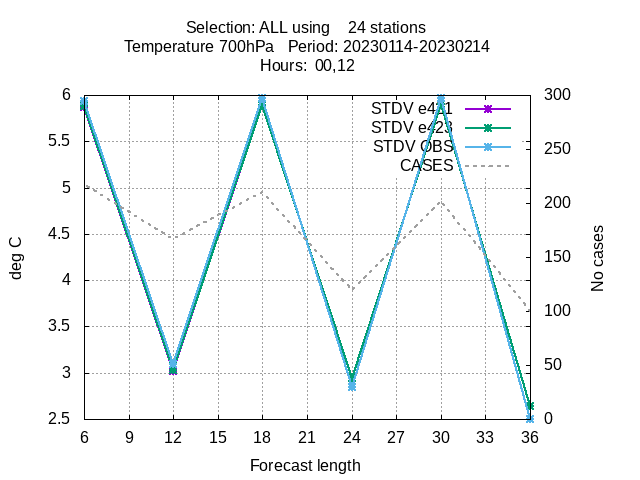 Selection: ALL using    24 stations
Temperature 700hPa   Period: 20230114-20230214
Hours:  00,12
STDV e421
STDV e423
STDV OBS
CASES
6
5.5
5
4.5
4
3.5
3
2.5
300
250
200
150
100
50
0
deg C
No cases
6 9 12 15 18 21 24 27 30 33 36
Forecast length